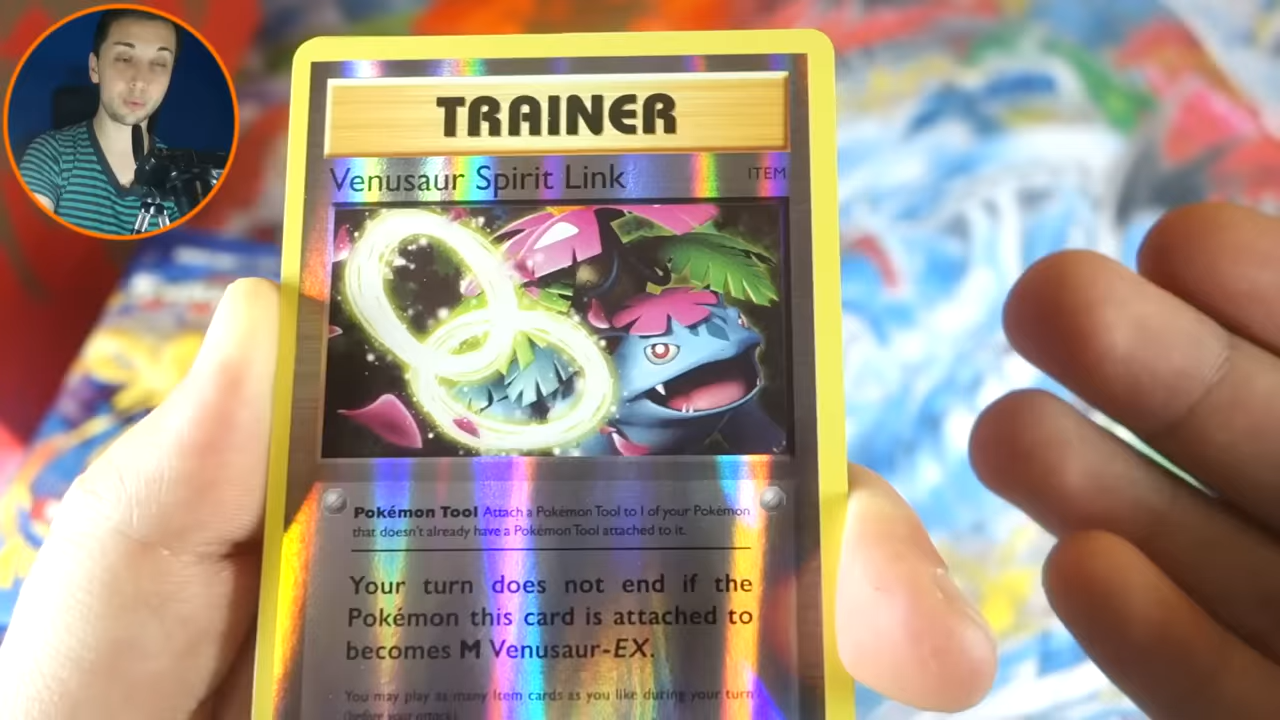 TRAINER
Venusaur Spirit Link ITEM
Pokémon Tool Attach a Pokémon Tool to 1 of your Pokémon
that doesn't already have a Pokémon Tool attached to it.
Your turn does not end if the
Pokémon this card is attached to
becomes M Venusaur-EX.
You may play as many Item cards as you like during your turn
(before your attack).